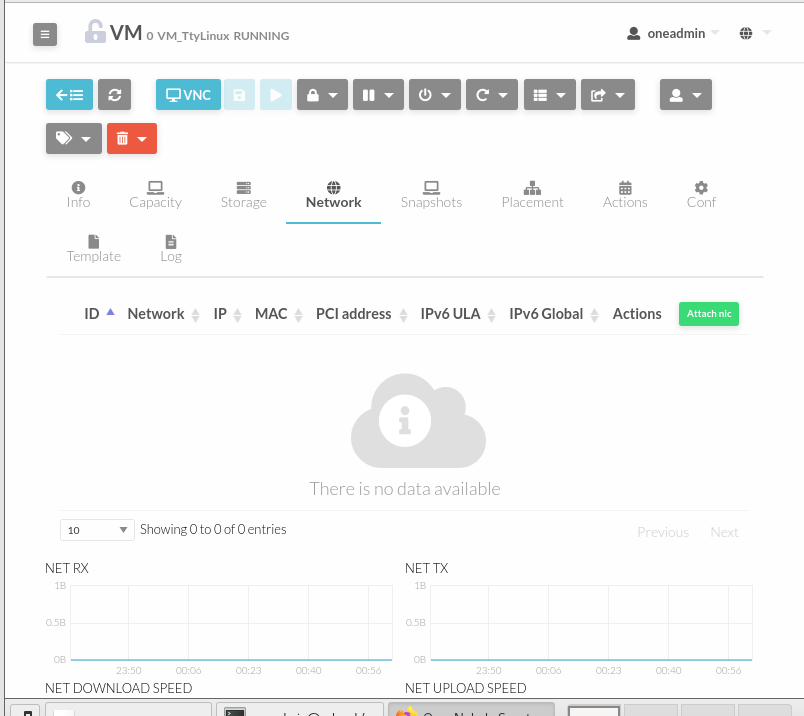 VM 0 VM_TtyLinux RUNNING
oneadmin
VNC
Info Capacity Storage Network Snapshots Placement Actions Conf
Template Log
ID Network IP MAC PCI address IPv6 ULA IPv6 Global Actions Attach nic
There is no data available
10 Showing 0 to 0 of 0 entries Previous Next
NET RX NET TX
1B 1B
0.5B 0.5B
0B 0B
23:50 00:06 00:23 00:40 00:56 23:50 00:06 00:23 00:40 00:56
NET DOWNLOAD SPEED NET UPLOAD SPEED